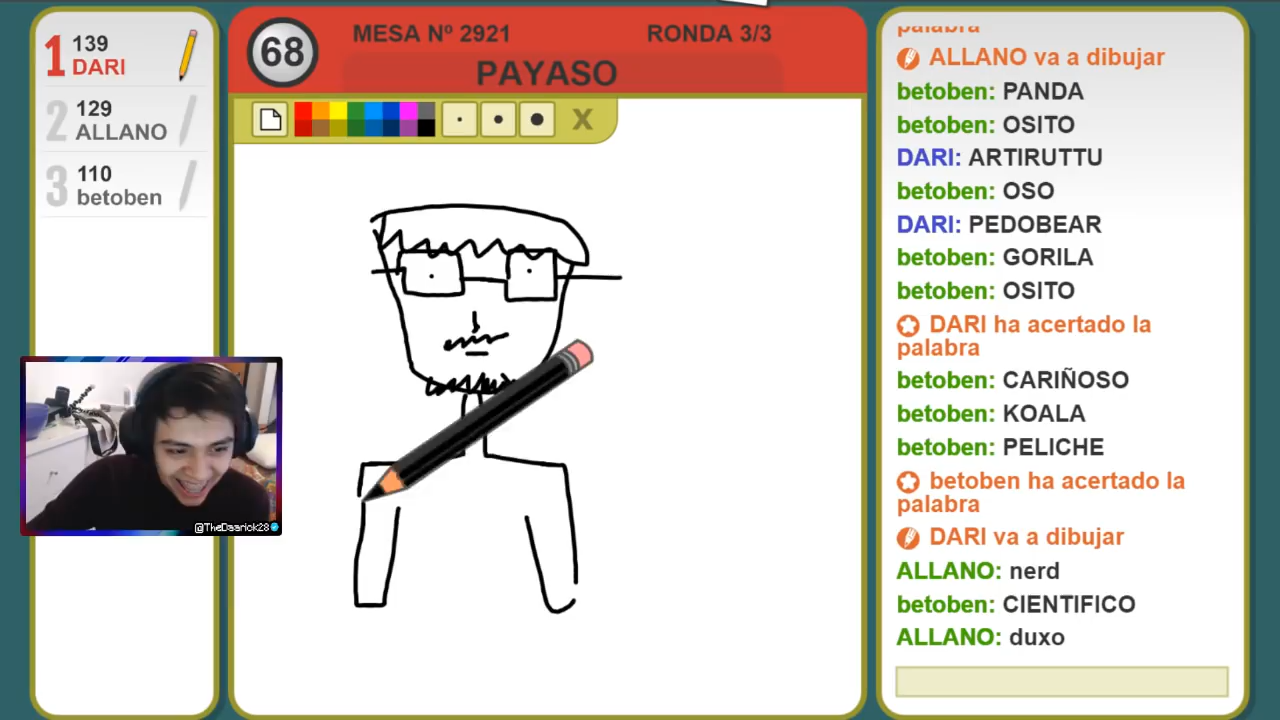 1 139
DARI
2 129
ALLANO
3 110
betoben
68
MESA Nº 2921
RONDA 3/3
PAYASO
X
@TheDaarick28
palabra
ALLANO va a dibujar
betoben: PANDA
betoben: OSITO
DARI: ARTIRUTTU
betoben: OSO
DARI: PEDOBEAR
betoben: GORILA
betoben: OSITO
DARI ha acertado la
palabra
betoben: CARIÑOSO
betoben: KOALA
betoben: PELICHE
betoben ha acertado la
palabra
DARI va a dibujar
ALLANO: nerd
betoben: CIENTIFICO
ALLANO: duxo